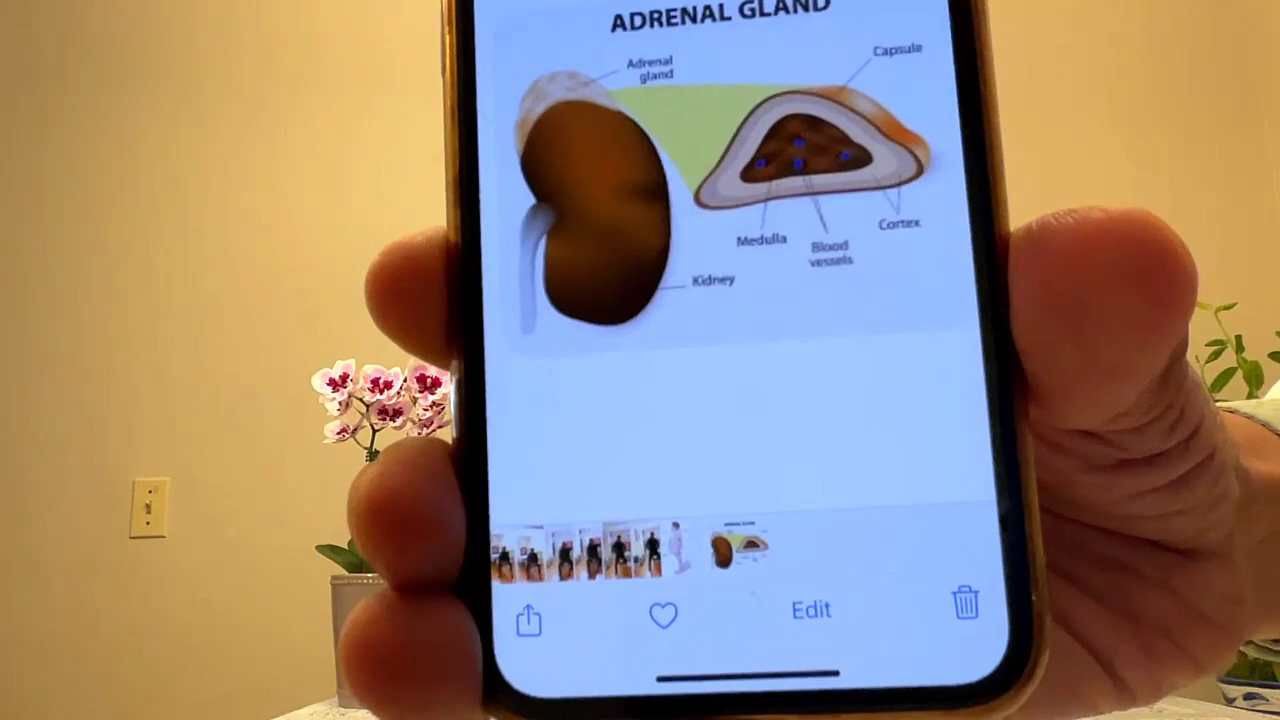 ADRENAL GLAND
Adrenal
gland
Capsule
Medulla
Blood
vessels
Cortex
Kidney
Edit